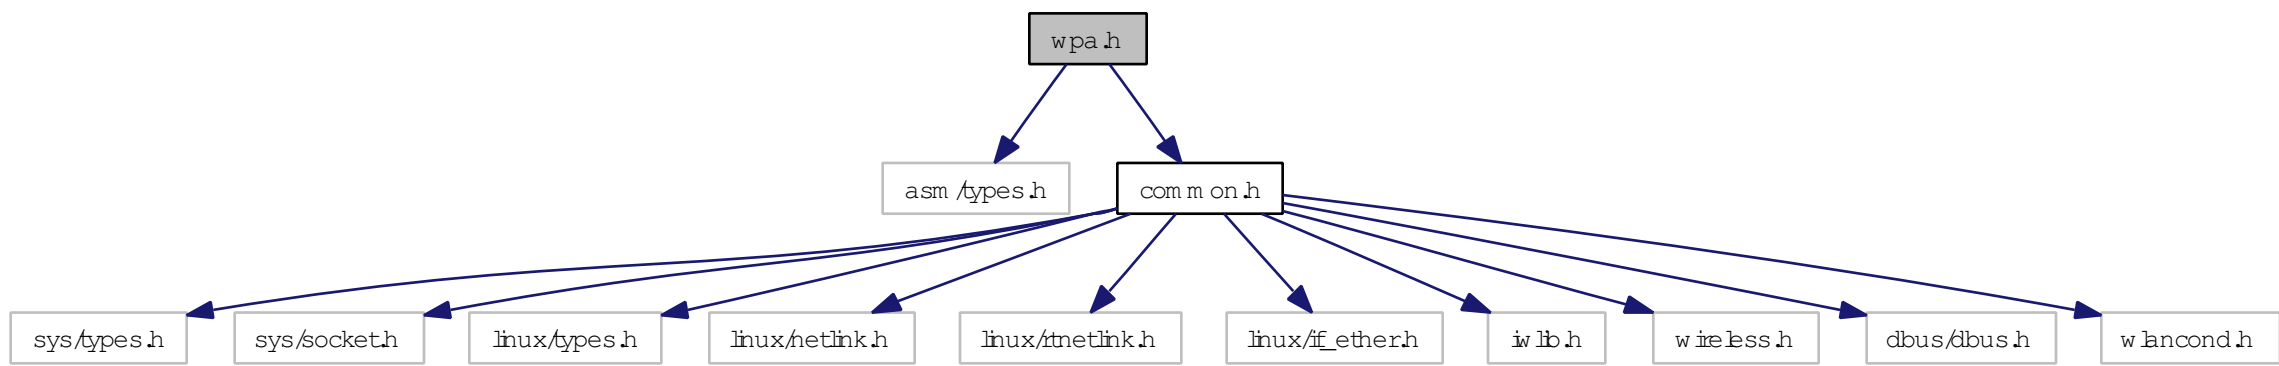 wpa.h
asm/types.h
common.h
sys/types.h
sys/socket.h
linux/types.h
linux/netlink.h
linux/rtnetlink.h
linux/if_ether.h
iwlib.h
wireless.h
dbus/dbus.h
wlancond.h